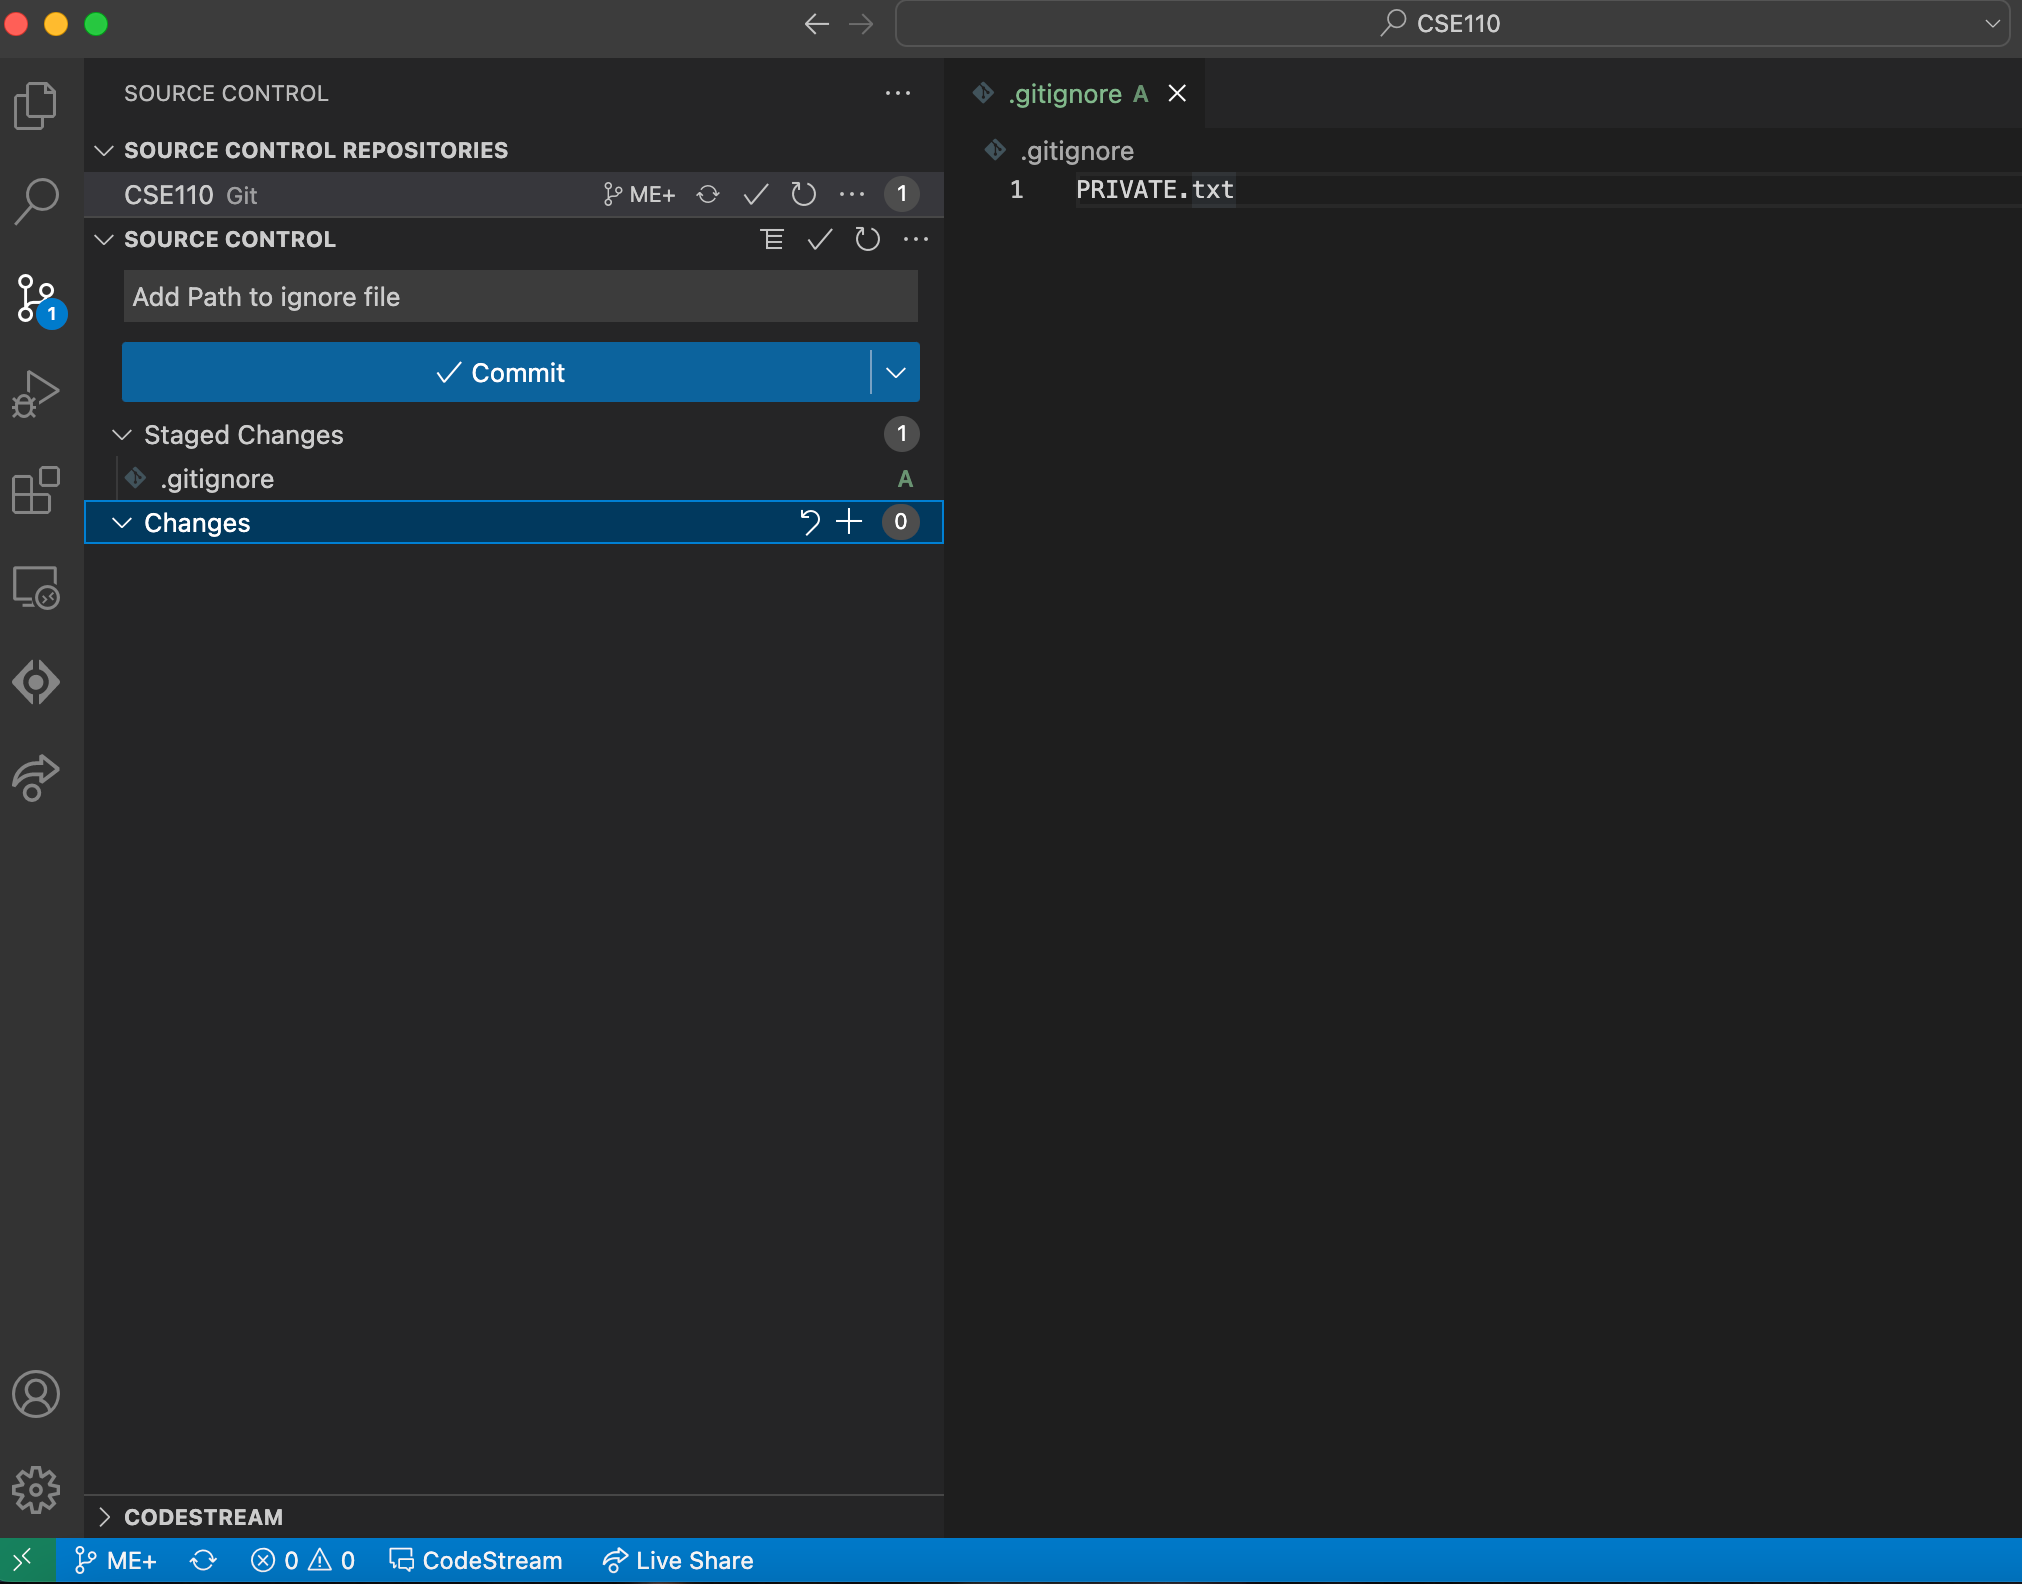 CSE110
SOURCE CONTROL
SOURCE CONTROL REPOSITORIES
CSE110 Git ME+ 1
SOURCE CONTROL
Add Path to ignore file
Commit
Staged Changes 1
.gitignore A
Changes 0
CODESTREAM
.gitignore A
.gitignore
1 PRIVATE.txt
1
ME+ 0 0 CodeStream Live Share